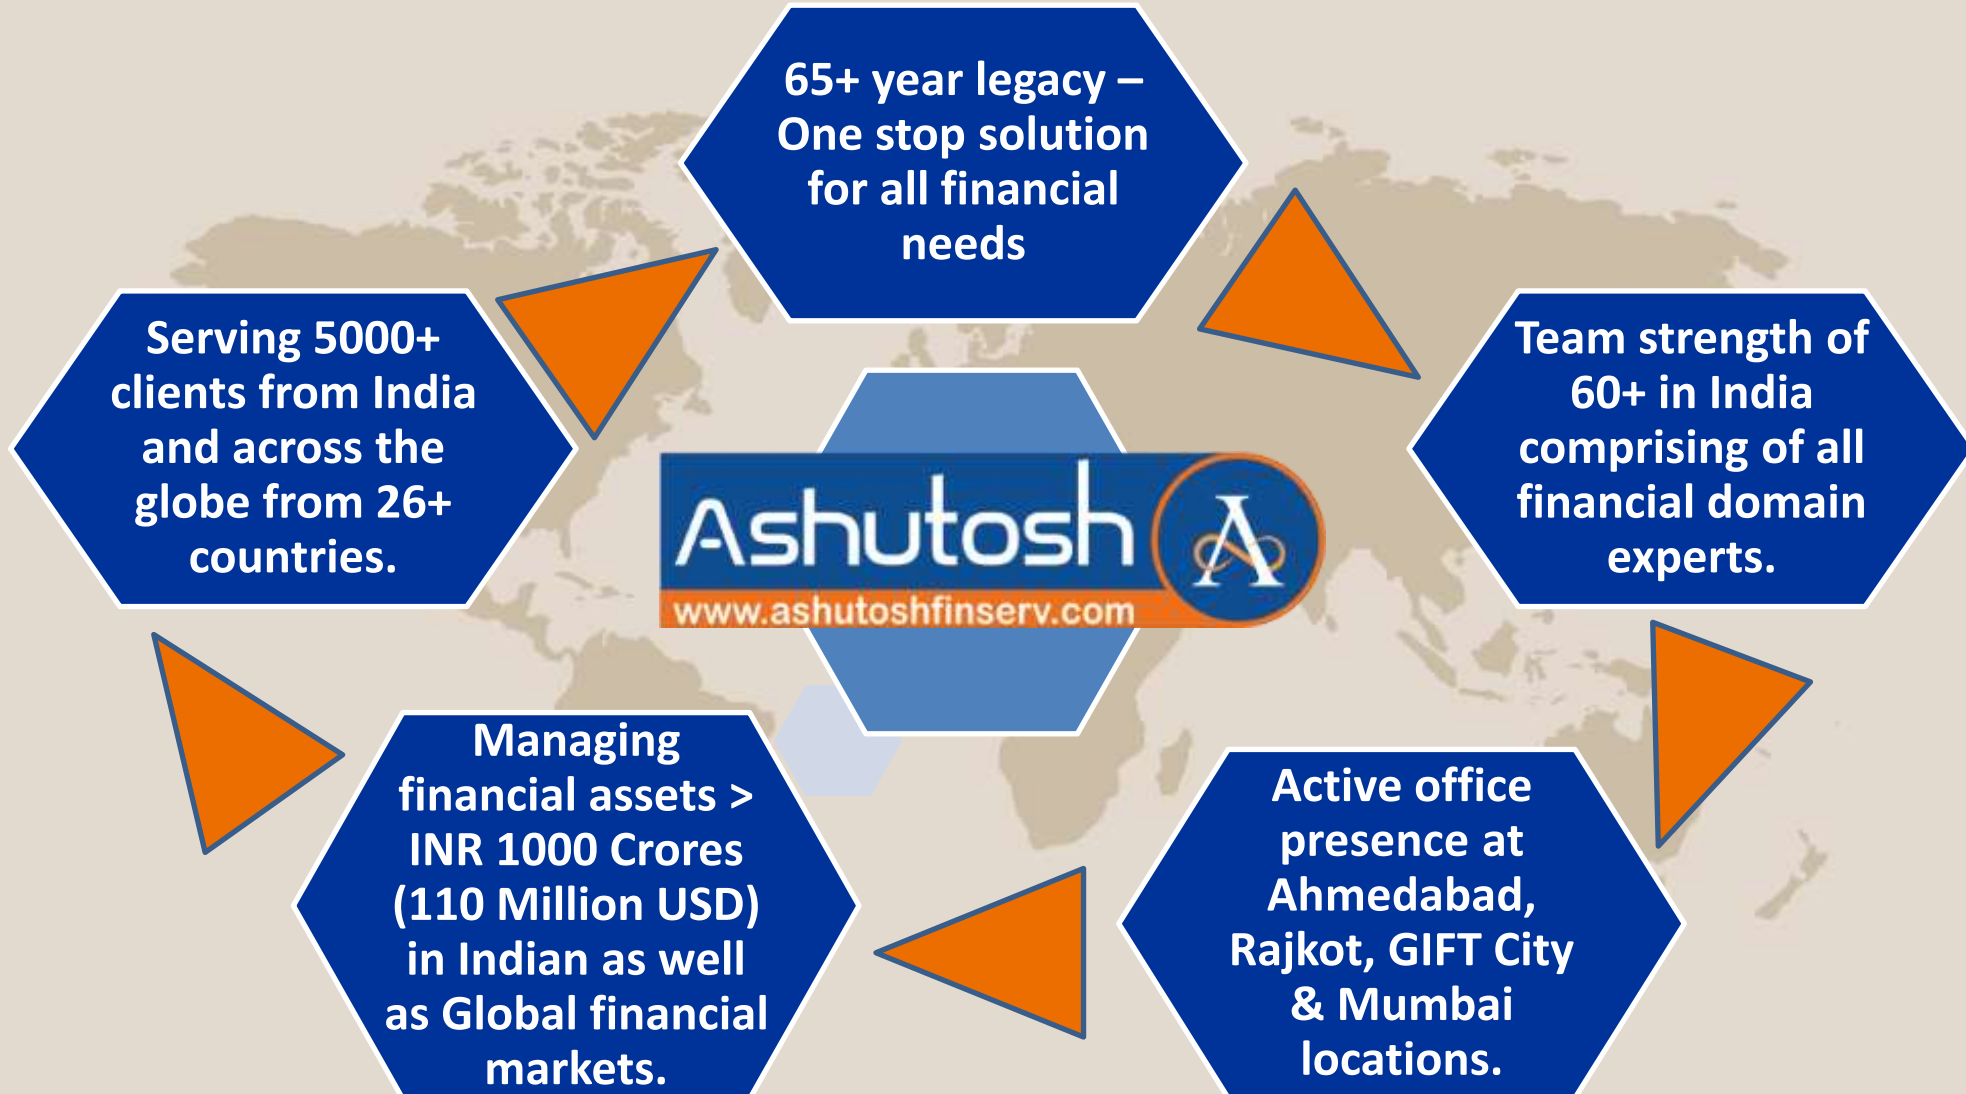 65+ year legacy –
One stop solution
for all financial
needs
Team strength of
60+ in India
comprising of all
financial domain
experts.
Active office
presence at
Ahmedabad,
Rajkot, GIFT City
& Mumbai
locations.
Managing
financial assets >
INR 1000 Crores
(110 Million USD)
in Indian as well
as Global financial
markets.
Serving 5000+
clients from India
and across the
globe from 26+
countries.
Ashutosh A
www.ashutoshfinserv.com